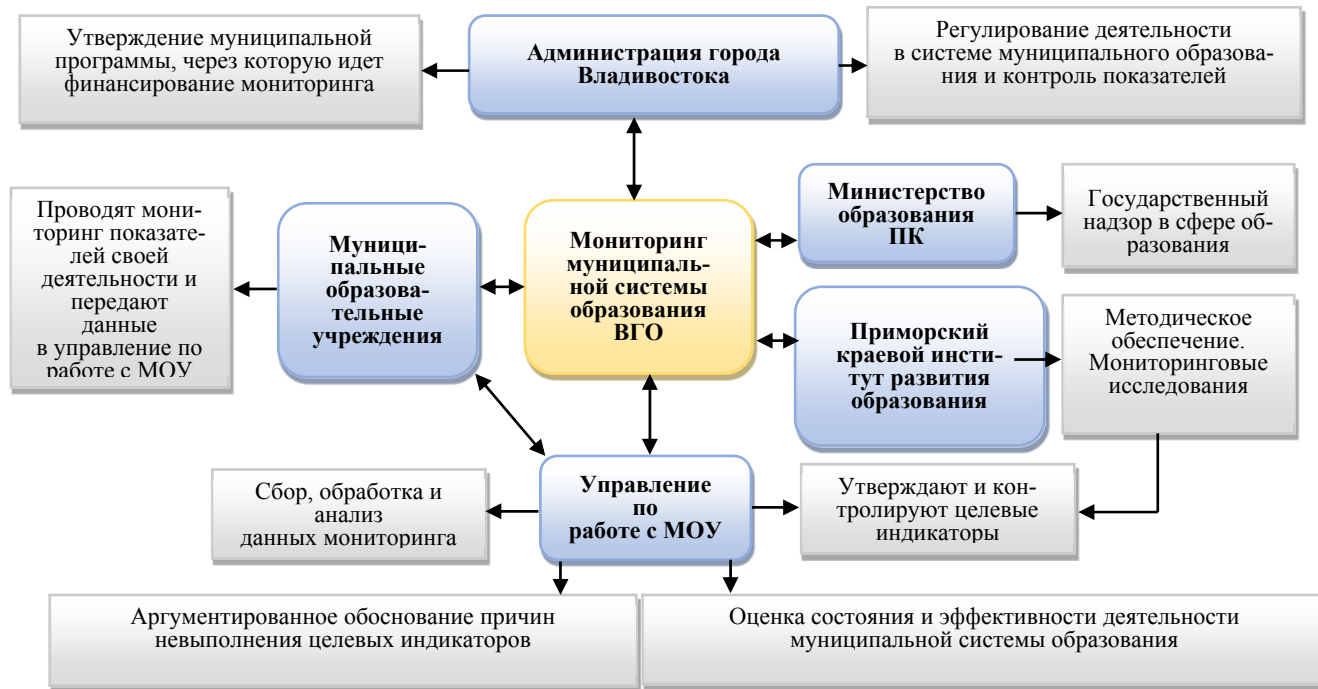 Утверждение муниципальной
программы, через которую идет
финансирование мониторинга
Администрация города
Владивостока
Регулирование деятельности
в системе муниципального образова-
ния и контроль показателей
Проводят мони-
торинг показате-
лей своей
деятельности и
передают
данные
в управление по
работе с МОУ
Муници-
пальные
образова-
тельные
учреждения
Мониторинг
муниципаль-
ной системы
образования
ВГО
Министерство
образования
ПК
Государственный
надзор в сфере об-
разования
Приморский
краевой инсти-
тут развития
образования
Методическое
обеспечение.
Мониторинговые
исследования
Сбор, обработка и
анализ
данных мониторинга
Управление
по
работе с МОУ
Утверждают и кон-
тролируют целевые
индикаторы
Аргументированное обоснование причин
невыполнения целевых индикаторов
Оценка состояния и эффективности деятельности
муниципальной системы образования